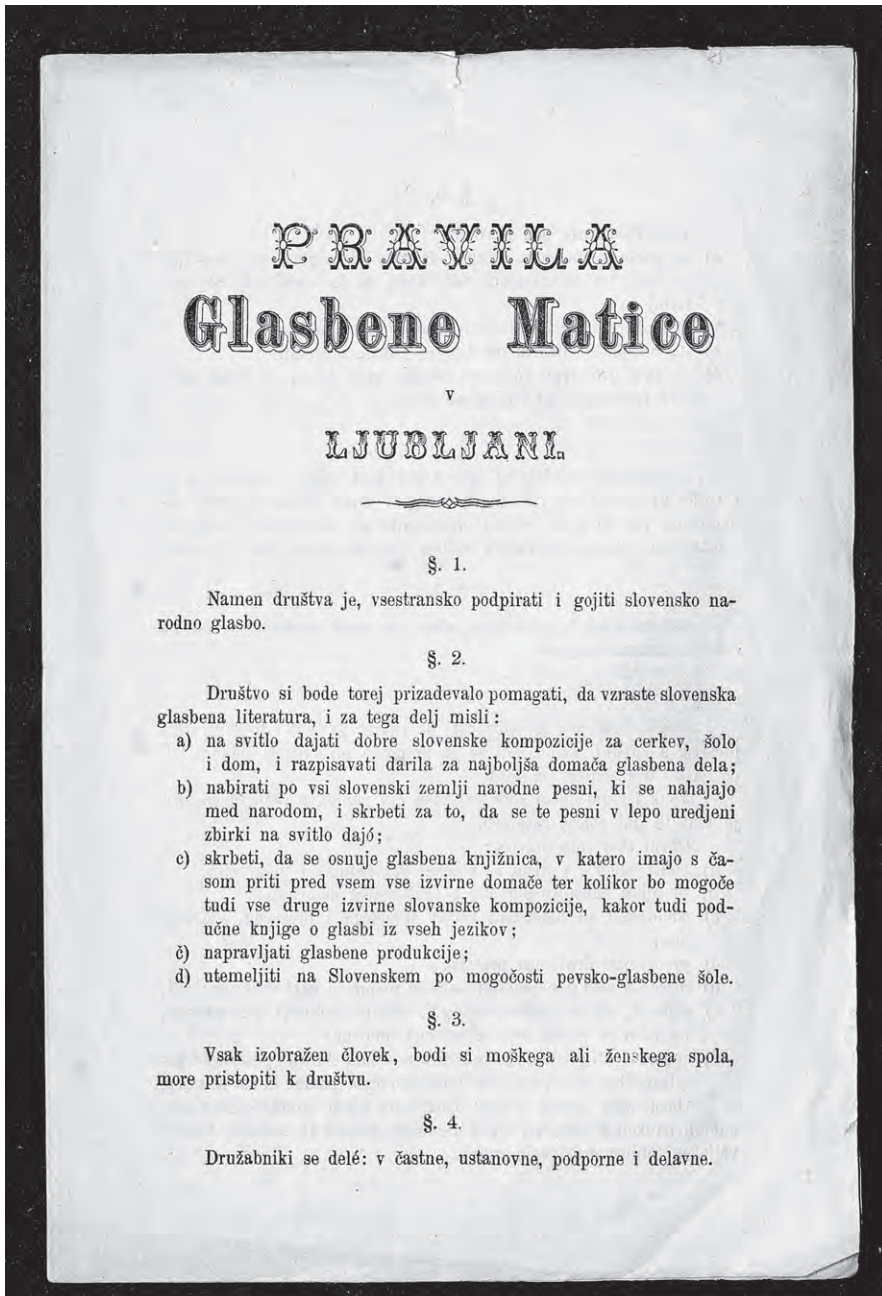 PRAVILA
Glasbene Matice
v
LJUBLJANI.
§. 1.
Namen društva je, vsestransko podpirati i gojiti slovensko na-
rodno glasbo.
§. 2.
Društvo si bode torej prizadevalo pomagati, da vzraste slovenska
glasbena literatura, i za tega delj misli :
a) na svitlo dajati dobre slovenske kompozicije za cerkev, šolo
i dom, i razpisavati darila za najboljša domača glasbena dela;
b) nabirati po vsi slovenski zemlji narodne pesni, ki se nahajajo
med narodom, i skrbeti za to, da se te pesni v lepo uredjeni
zbirki na svitlo dajó;
c) skrbeti, da se osnuje glasbena knjižnica, v katero imajo s ča-
som priti pred vsem vse izvirne domače ter kolikor bo mogoče
tudi vse druge izvirne slovanske kompozicije, kakor tudi pod-
učne knjige o glasbi iz vseh jezikov;
č) napravljati glasbene produkcije;
d) utemeljiti na Slovenskem po mogočosti pevsko-glasbene šole.
§. 3.
Vsak izobražen človek, bodi si moškega ali ženskega spola,
more pristopiti k društvu.
§. 4.
Družabniki se delé: v častne, ustanovne, podporne i delavne.